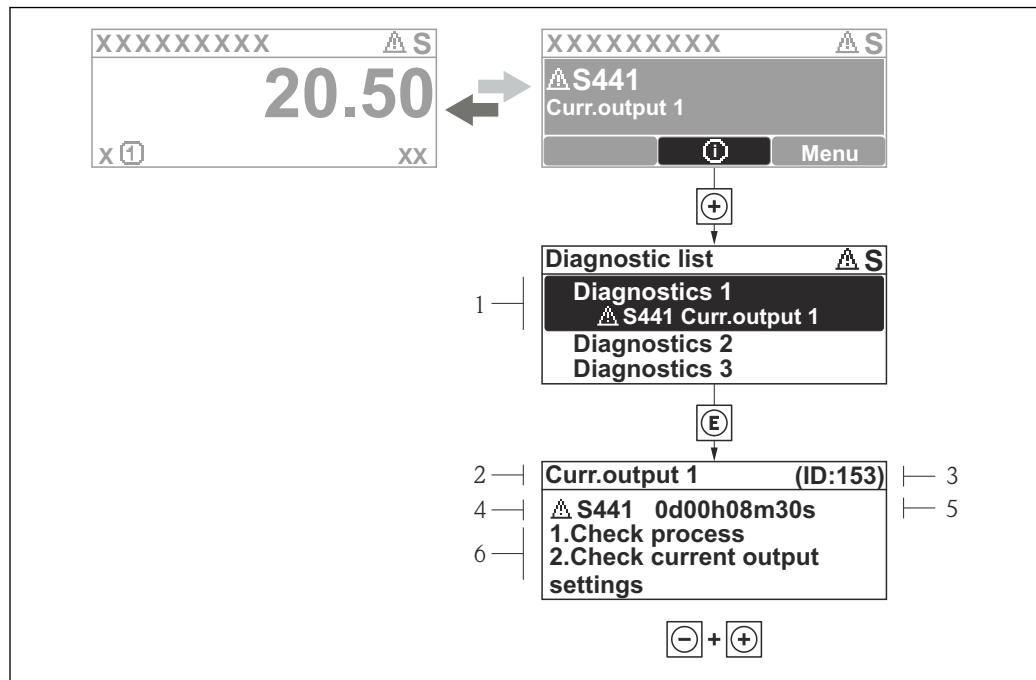 XXXXXXXXX ⚠ S
20.50
X ① XX
XXXXXXXXX ⚠ S
⚠ S441
Curr.output 1
ⓘ Menu
+
Diagnostic list ⚠ S
1
Diagnostics 1
⚠ S441 Curr.output 1
Diagnostics 2
Diagnostics 3
E
2 Curr.output 1 (ID:153) 3
4 ⚠ S441 0d00h08m30s 5
6
1.Check process
2.Check current output
settings
- + +